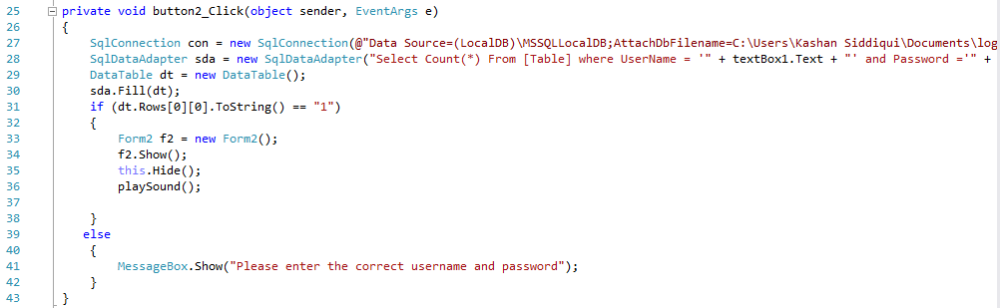 25 private void button2_Click(object sender, EventArgs e)
26 {
27 SqlConnection con = new SqlConnection(@"Data Source=(LocalDB)\MSSQLLocalDB;AttachDbFilename=C:\Users\Kashan Siddiqui\Documents\log
28 SqlDataAdapter sda = new SqlDataAdapter("Select Count(*) From [Table] where UserName = '" + textBox1.Text + "' and Password ='" +
29 DataTable dt = new DataTable();
30 sda.Fill(dt);
31 if (dt.Rows[0][0].ToString() == "1")
32 {
33 Form2 f2 = new Form2();
34 f2.Show();
35 this.Hide();
36 playSound();
37
38 }
39 else
40 {
41 MessageBox.Show("Please enter the correct username and password");
42 }
43 }